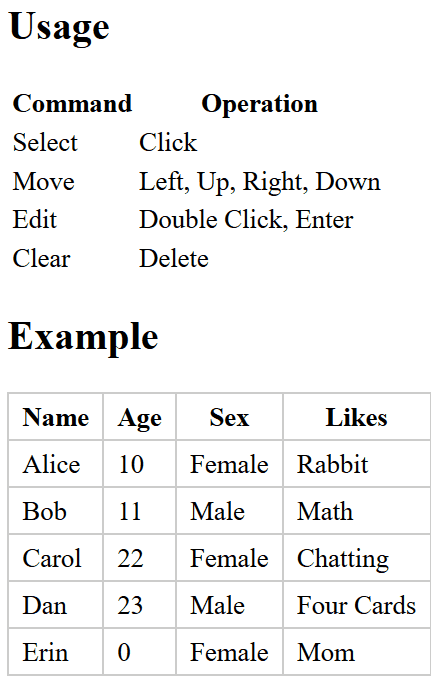 Usage
Command Operation
Select Click
Move Left, Up, Right, Down
Edit Double Click, Enter
Clear Delete
Example
Name Age Sex Likes
Alice 10 Female Rabbit
Bob 11 Male Math
Carol 22 Female Chatting
Dan 23 Male Four Cards
Erin 0 Female Mom